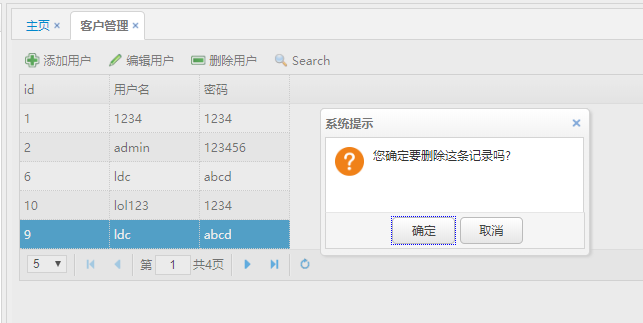 主页 × 客户管理 ×
添加用户 编辑用户 删除用户 Search
id 用户名 密码
1 1234 1234
2 admin 123456
6 ldc abcd
10 lol123 1234
9 ldc abcd
5 第 1 共4页
系统提示 ×
您确定要删除这条记录吗?
确定 取消